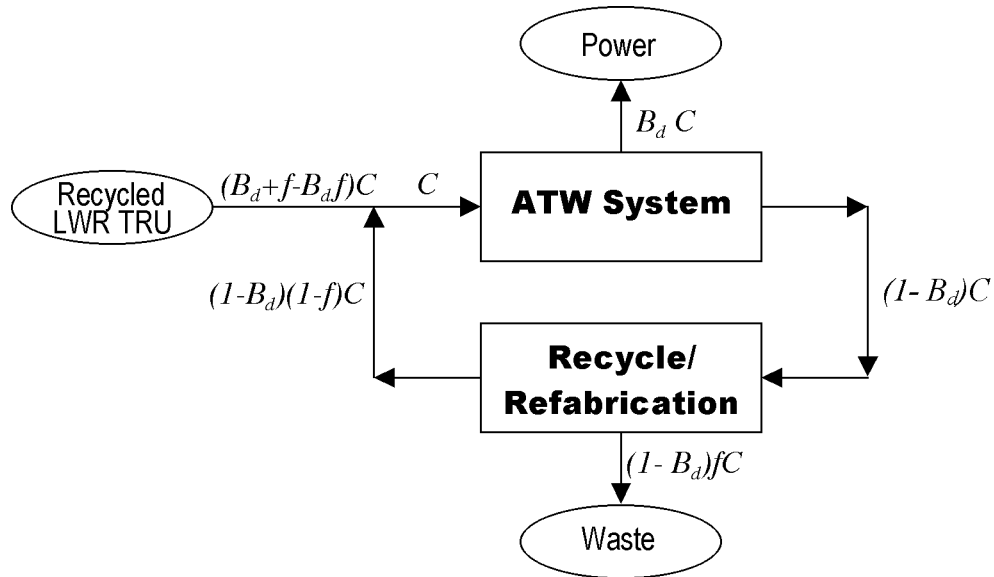 Power
B_d C
Recycled
LWR TRU
(B_d+f-B_d f)C
C
ATW System
(1-B_d)(1-f)C
(1- B_d)C
Recycle/
Refabrication
(1- B_d)fC
Waste